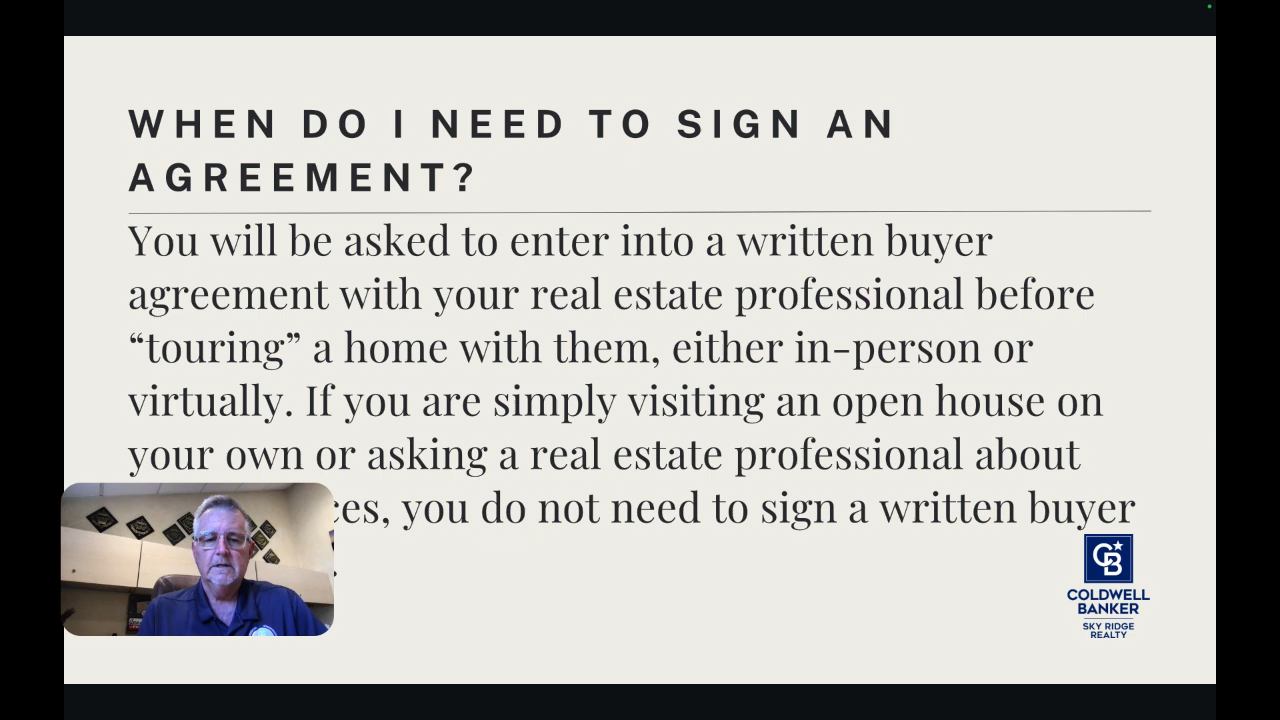 WHEN DO I NEED TO SIGN AN
AGREEMENT?
You will be asked to enter into a written buyer
agreement with your real estate professional before
“touring” a home with them, either in-person or
virtually. If you are simply visiting an open house on
your own or asking a real estate professional about
ces, you do not need to sign a written buyer
.
CB
COLDWELL
BANKER
SKY RIDGE
REALTY